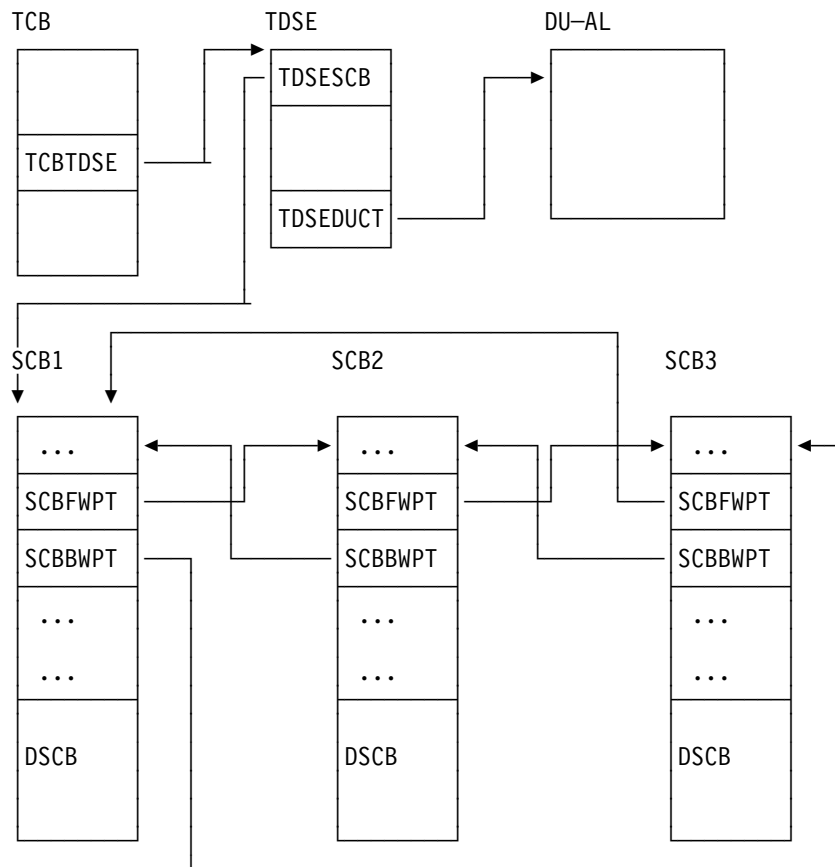 TCB TDSE DU—AL
TDSESCB
TCBTDSE
TDSEDUCT
SCB1 SCB2 SCB3
... ... ...
SCBFWPT SCBFWPT SCBFWPT
SCBBWPT SCBBWPT SCBBWPT
... ... ...
... ... ...
DSCB DSCB DSCB